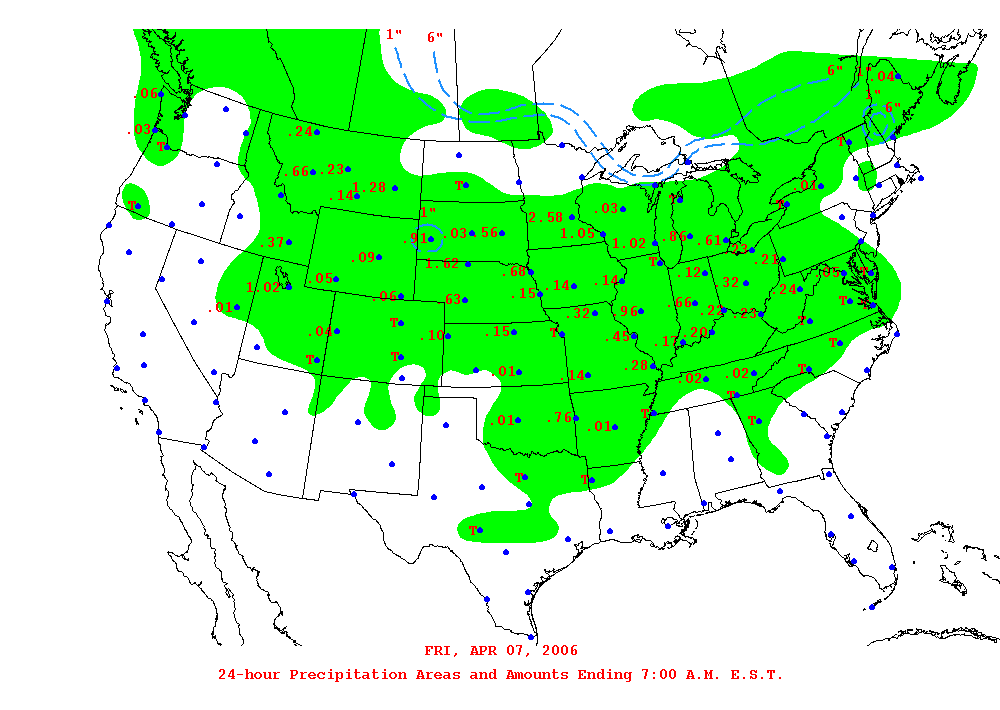 1" 6"
6" 1" .04
.06
1"
6"
.03
.24
T
T
.66 .23
1.28
.14
T
.01
T
T
T
.03
1"
2.58
.91 .03 .56
1.05
.37
1.02
.86 .61
.23
.09
1.62
T
.21
.68
.12
.05 T
1.02
.05
.14
.14
.32
.15
.24
.06
.63
T
.01
.66
.32
.96
.22
.23
T
T
T
.04
.10
.15
T
.45
.20
.17
T
T
T
.28
.01
.14
.02
.02
T
T
.01
.76
.01
T
T
T
T
T
FRI, APR 07, 2006
24-hour Precipitation Areas and Amounts Ending 7:00 A.M. E.S.T.